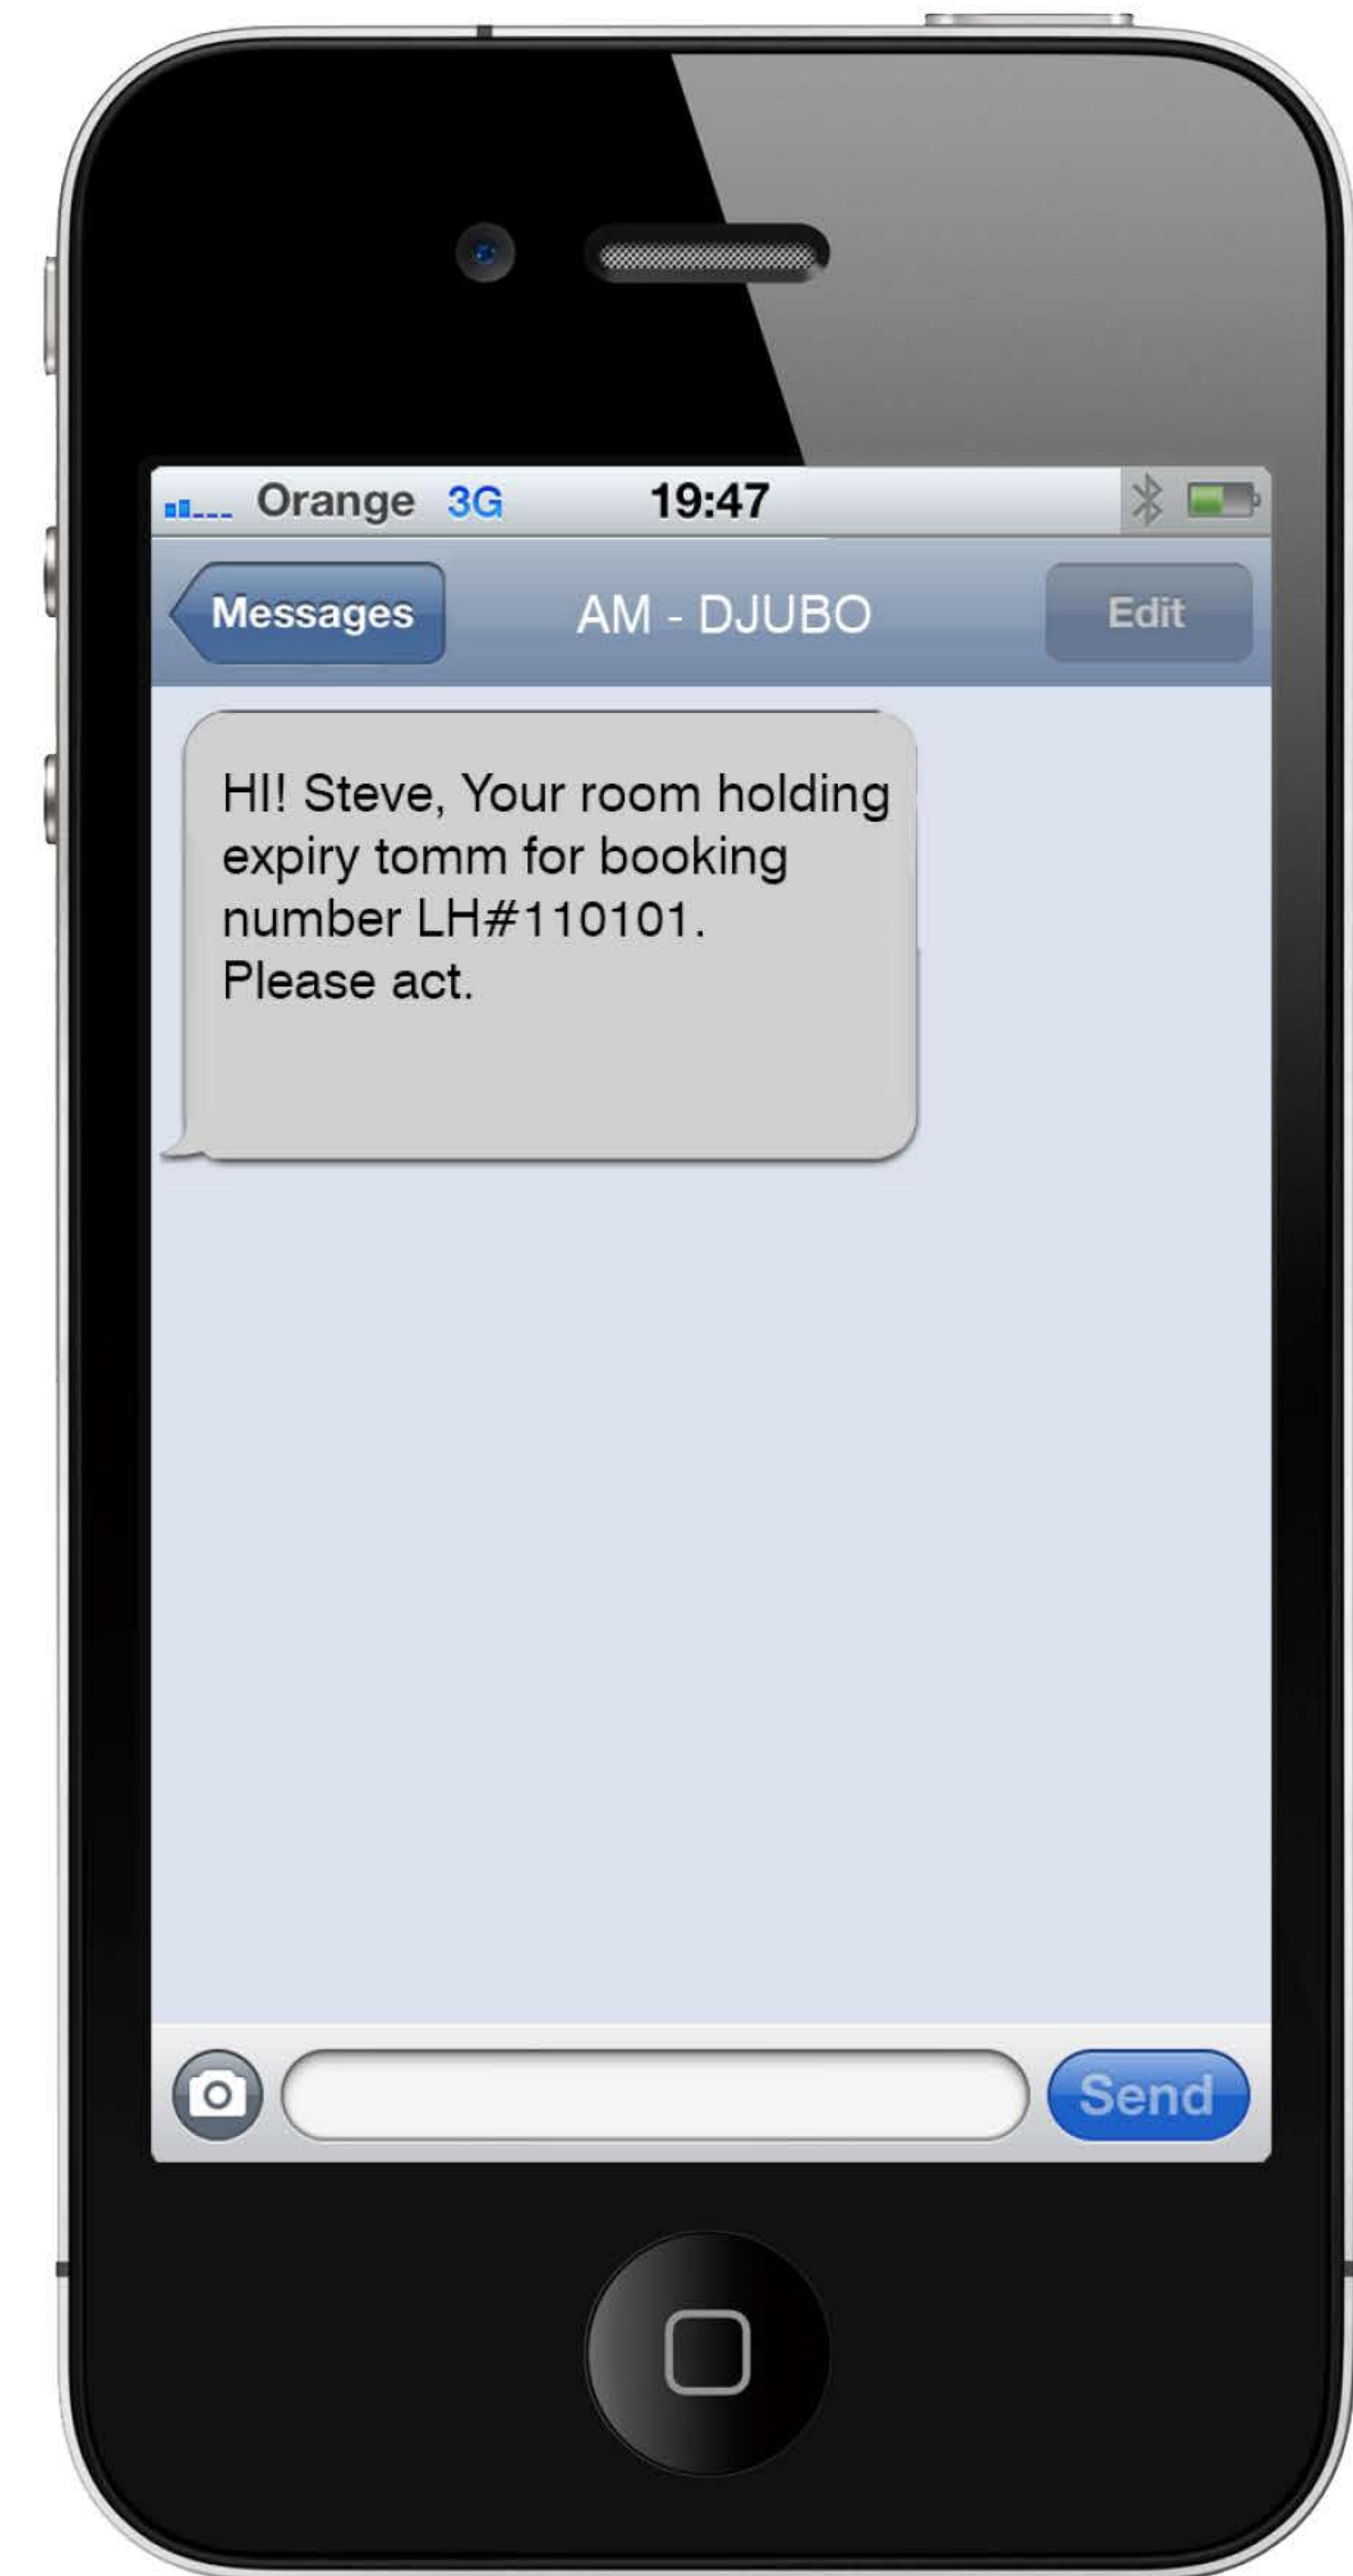 Orange 3G 19:47
Messages AM - DJUBO Edit
HI! Steve, Your room holding
expiry tomm for booking
number LH#110101.
Please act.
Send